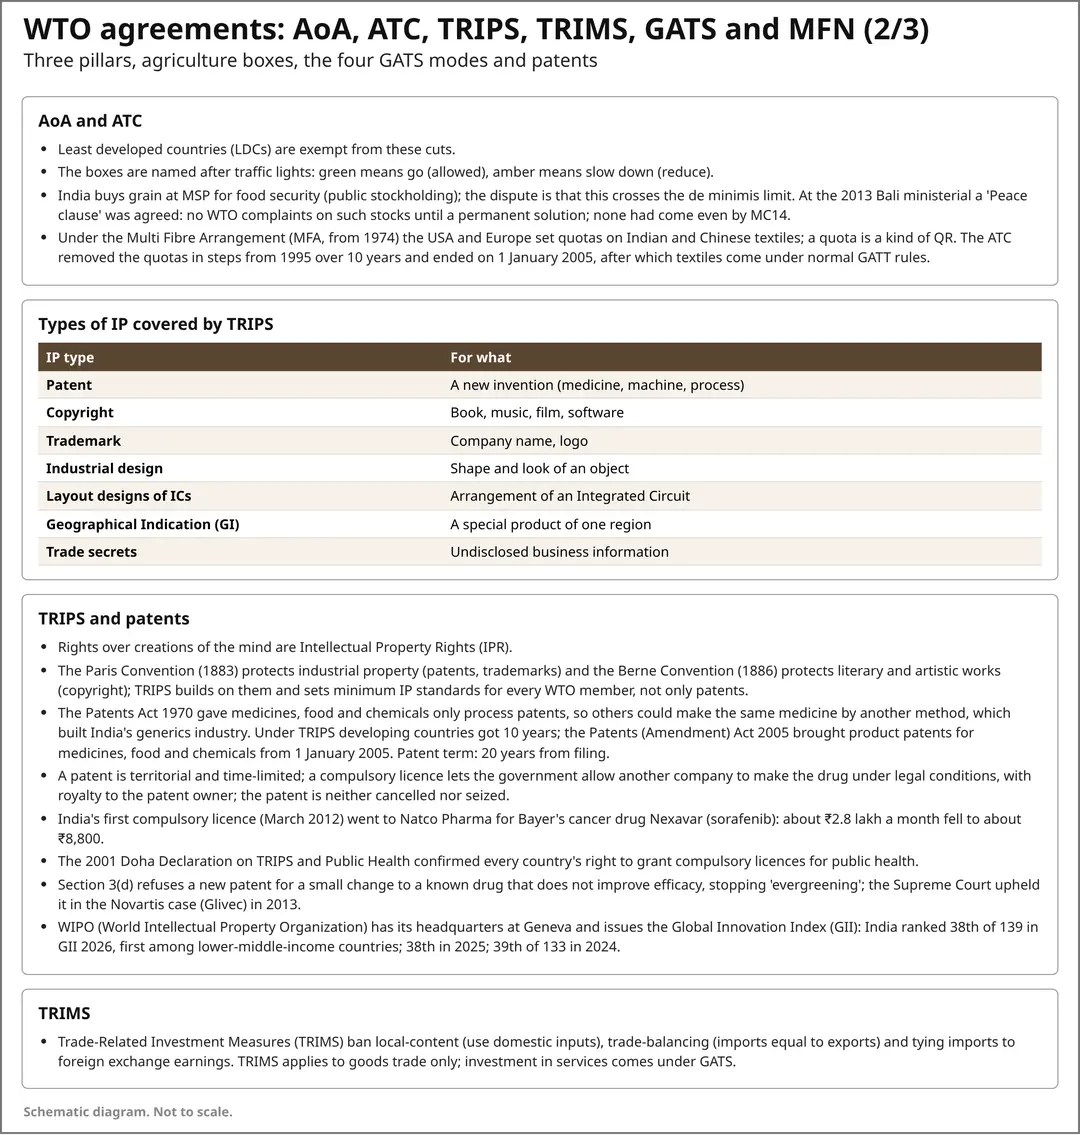 WTO agreements: AoA, ATC, TRIPS, TRIMS, GATS and MFN (2/3)
Three pillars, agriculture boxes, the four GATS modes and patents
AoA and ATC
• Least developed countries (LDCs) are exempt from these cuts.
• The boxes are named after traffic lights: green means go (allowed), amber means slow down (reduce).
• India buys grain at MSP for food security (public stockholding); the dispute is that this crosses the de minimis limit. At the 2013 Bali ministerial a 'Peace
clause' was agreed: no WTO complaints on such stocks until a permanent solution; none had come even by MC14.
• Under the Multi Fibre Arrangement (MFA, from 1974) the USA and Europe set quotas on Indian and Chinese textiles; a quota is a kind of QR. The ATC
removed the quotas in steps from 1995 over 10 years and ended on 1 January 2005, after which textiles come under normal GATT rules.
Types of IP covered by TRIPS
IP type For what
Patent A new invention (medicine, machine, process)
Copyright Book, music, film, software
Trademark Company name, logo
Industrial design Shape and look of an object
Layout designs of ICs Arrangement of an Integrated Circuit
Geographical Indication (GI) A special product of one region
Trade secrets Undisclosed business information
TRIPS and patents
• Rights over creations of the mind are Intellectual Property Rights (IPR).
• The Paris Convention (1883) protects industrial property (patents, trademarks) and the Berne Convention (1886) protects literary and artistic works
(copyright); TRIPS builds on them and sets minimum IP standards for every WTO member, not only patents.
• The Patents Act 1970 gave medicines, food and chemicals only process patents, so others could make the same medicine by another method, which
built India's generics industry. Under TRIPS developing countries got 10 years; the Patents (Amendment) Act 2005 brought product patents for
medicines, food and chemicals from 1 January 2005. Patent term: 20 years from filing.
• A patent is territorial and time-limited; a compulsory licence lets the government allow another company to make the drug under legal conditions, with
royalty to the patent owner; the patent is neither cancelled nor seized.
• India's first compulsory licence (March 2012) went to Natco Pharma for Bayer's cancer drug Nexavar (sorafenib): about ₹2.8 lakh a month fell to about
₹8,800.
• The 2001 Doha Declaration on TRIPS and Public Health confirmed every country's right to grant compulsory licences for public health.
• Section 3(d) refuses a new patent for a small change to a known drug that does not improve efficacy, stopping 'evergreening'; the Supreme Court upheld
it in the Novartis case (Glivec) in 2013.
• WIPO (World Intellectual Property Organization) has its headquarters at Geneva and issues the Global Innovation Index (GII): India ranked 38th of 139 in
GII 2026, first among lower-middle-income countries; 38th in 2025; 39th of 133 in 2024.
TRIMS
• Trade-Related Investment Measures (TRIMS) ban local-content (use domestic inputs), trade-balancing (imports equal to exports) and tying imports to
foreign exchange earnings. TRIMS applies to goods trade only; investment in services comes under GATS.
Schematic diagram. Not to scale.